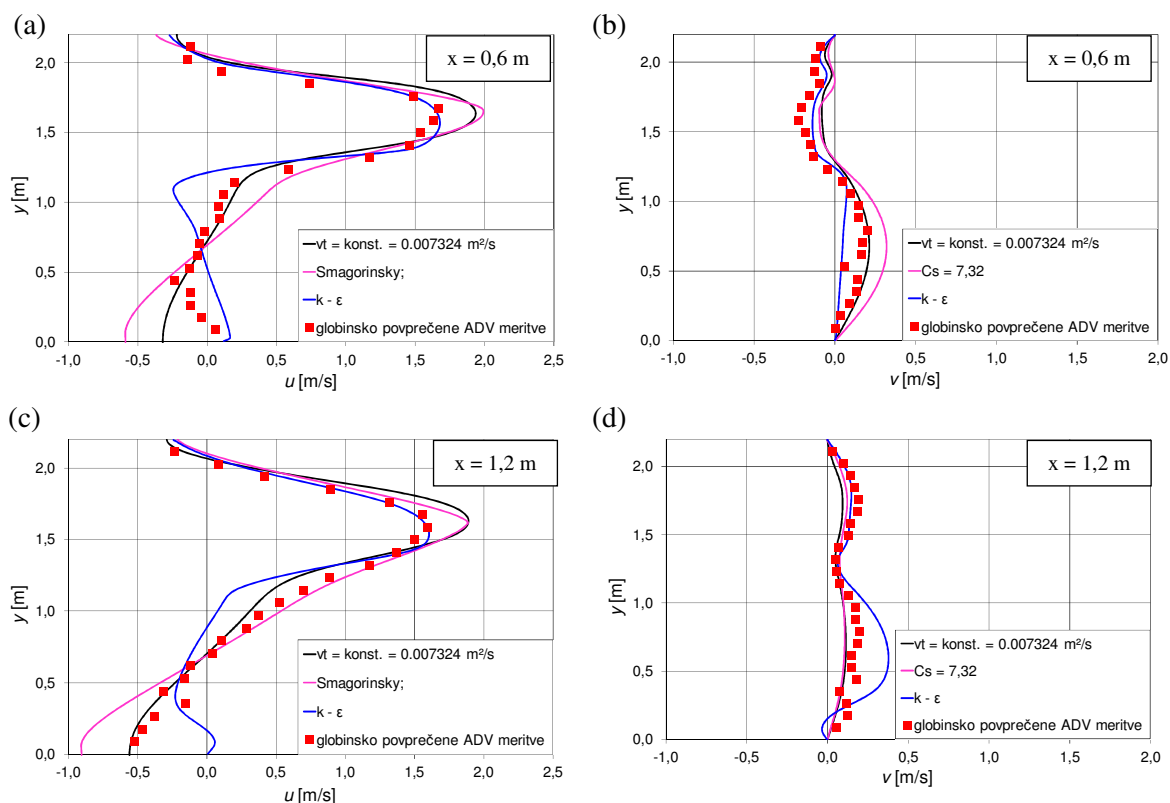 (a)
2,0
1,5
1,0
0,5
0,0
y [m]
x = 0,6 m
νt = konst. = 0.007324 m²/s
Smagorinsky;
k - ε
globinsko povprečene ADV meritve
-1,0 -0,5 0,0 0,5 1,0 1,5 2,0 2,5
u [m/s]
(b)
2,0
1,5
1,0
0,5
0,0
y [m]
x = 0,6 m
νt = konst. = 0.007324 m²/s
Cs = 7,32
k - ε
globinsko povprečene ADV meritve
-1,0 -0,5 0,0 0,5 1,0 1,5 2,0
v [m/s]
(c)
2,0
1,5
1,0
0,5
0,0
y [m]
x = 1,2 m
νt = konst. = 0.007324 m²/s
Smagorinsky;
k - ε
globinsko povprečene ADV meritve
-1,0 -0,5 0,0 0,5 1,0 1,5 2,0 2,5
u [m/s]
(d)
2,0
1,5
1,0
0,5
0,0
y [m]
x = 1,2 m
νt = konst. = 0.007324 m²/s
Cs = 7,32
k - ε
globinsko povprečene ADV meritve
-1,0 -0,5 0,0 0,5 1,0 1,5 2,0
v [m/s]